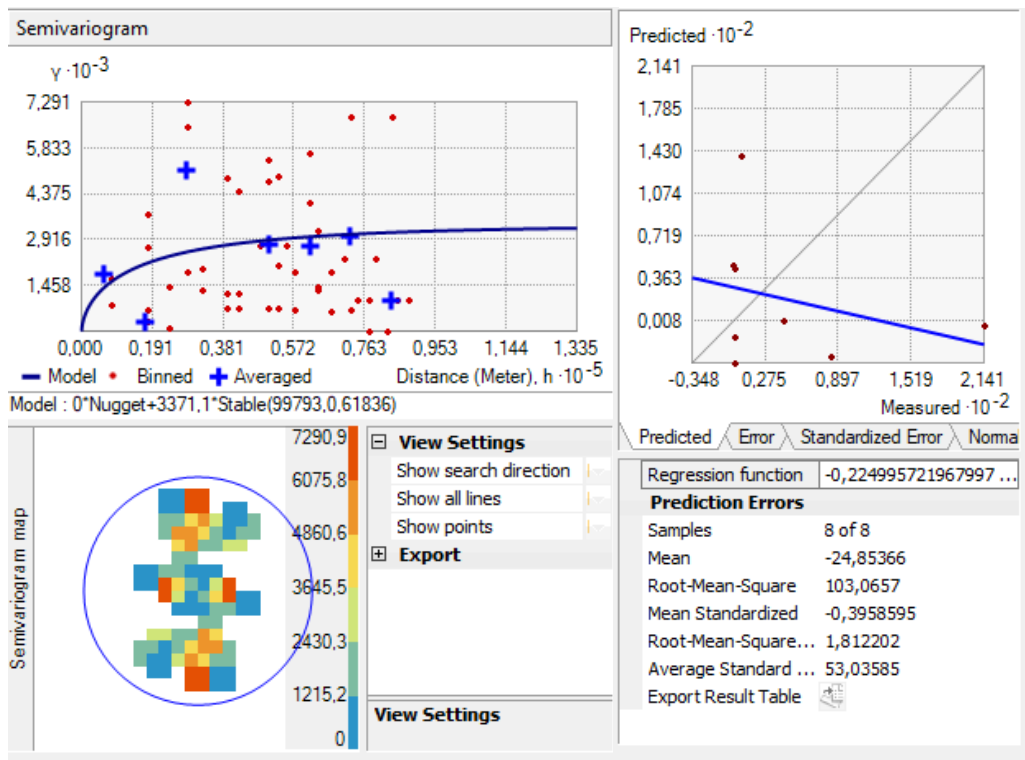 Semivariogram
γ ·10-3
7,291
5,833
4,375
2,916
1,458
0,000 0,191 0,381 0,572 0,763 0,953 1,144 1,335
Model Binned Averaged Distance (Meter), h ·10-5
Model : 0*Nugget+3371,1*Stable(99793,0,61836)
Semivariogram map
7290,9
6075,8
4860,6
3645,5
2430,3
1215,2
0
View Settings
Show search direction
Show all lines
Show points
Export
View Settings
Predicted ·10-2
2,141
1,785
1,430
1,074
0,719
0,363
0,008
-0,348 0,275 0,897 1,519 2,141
Measured ·10-2
Predicted Error Standardized Error Norma
Regression function -0,224995721967997 ...
Prediction Errors
Samples 8 of 8
Mean -24,85366
Root-Mean-Square 103,0657
Mean Standardized -0,3958595
Root-Mean-Square... 1,812202
Average Standard ... 53,03585
Export Result Table